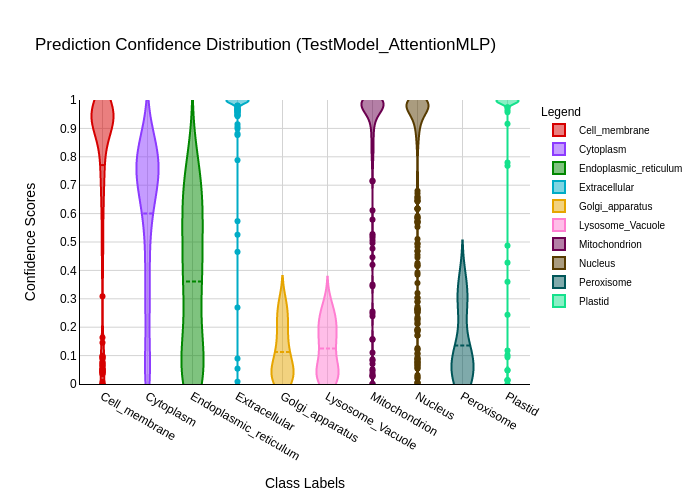 Prediction Confidence Distribution (TestModel_AttentionMLP)
Legend
Cell_membrane
Cytoplasm
Endoplasmic_reticulum
Extracellular
Golgi_apparatus
Lysosome_Vacuole
Mitochondrion
Nucleus
Peroxisome
Plastid
Confidence Scores
1
0.9
0.8
0.7
0.6
0.5
0.4
0.3
0.2
0.1
0
Cell_membrane
Cytoplasm
Endoplasmic_reticulum
Extracellular
Golgi_apparatus
Lysosome_Vacuole
Mitochondrion
Nucleus
Peroxisome
Plastid
Class Labels